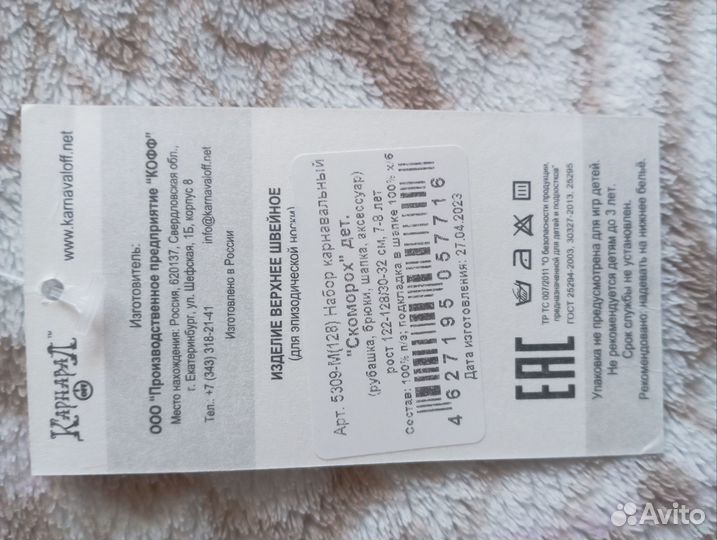 КАРНАВАЛ
www.karnavaloff.net
Изготовитель:
ООО "Производственное предприятие "КОФФ"
Место нахождения: Россия, 620137, Свердловская обл.,
г. Екатеринбург, ул. Шефская, 1Б, корпус 8
Тел.: +7 (343) 318-21-41 info@karnavaloff.net
Изготовлено в России
ИЗДЕЛИЕ ВЕРХНЕЕ ШВЕЙНОЕ
(для эпизодической носки)
Арт. 5309-М(128) Набор карнавальный
"Скоморох" дет.
(рубашка, брюки, шапка, аксессуар)
рост 122-128/30-32 см, 7-8 лет
Состав: 100% п/э; подкладка в шапке 100% х/б
4 627195 057716
Дата изготовления: 27.04.2023
EAC
ТР ТС 007/2011 "О безопасности продукции,
предназначенной для детей и подростков"
ГОСТ 25294-2003, 30327-2013, 25295
Упаковка не предусмотрена для игр детей.
Не рекомендуется детям до 3 лет.
Срок службы не установлен.
Рекомендовано: надевать на нижнее бельё.
Avito